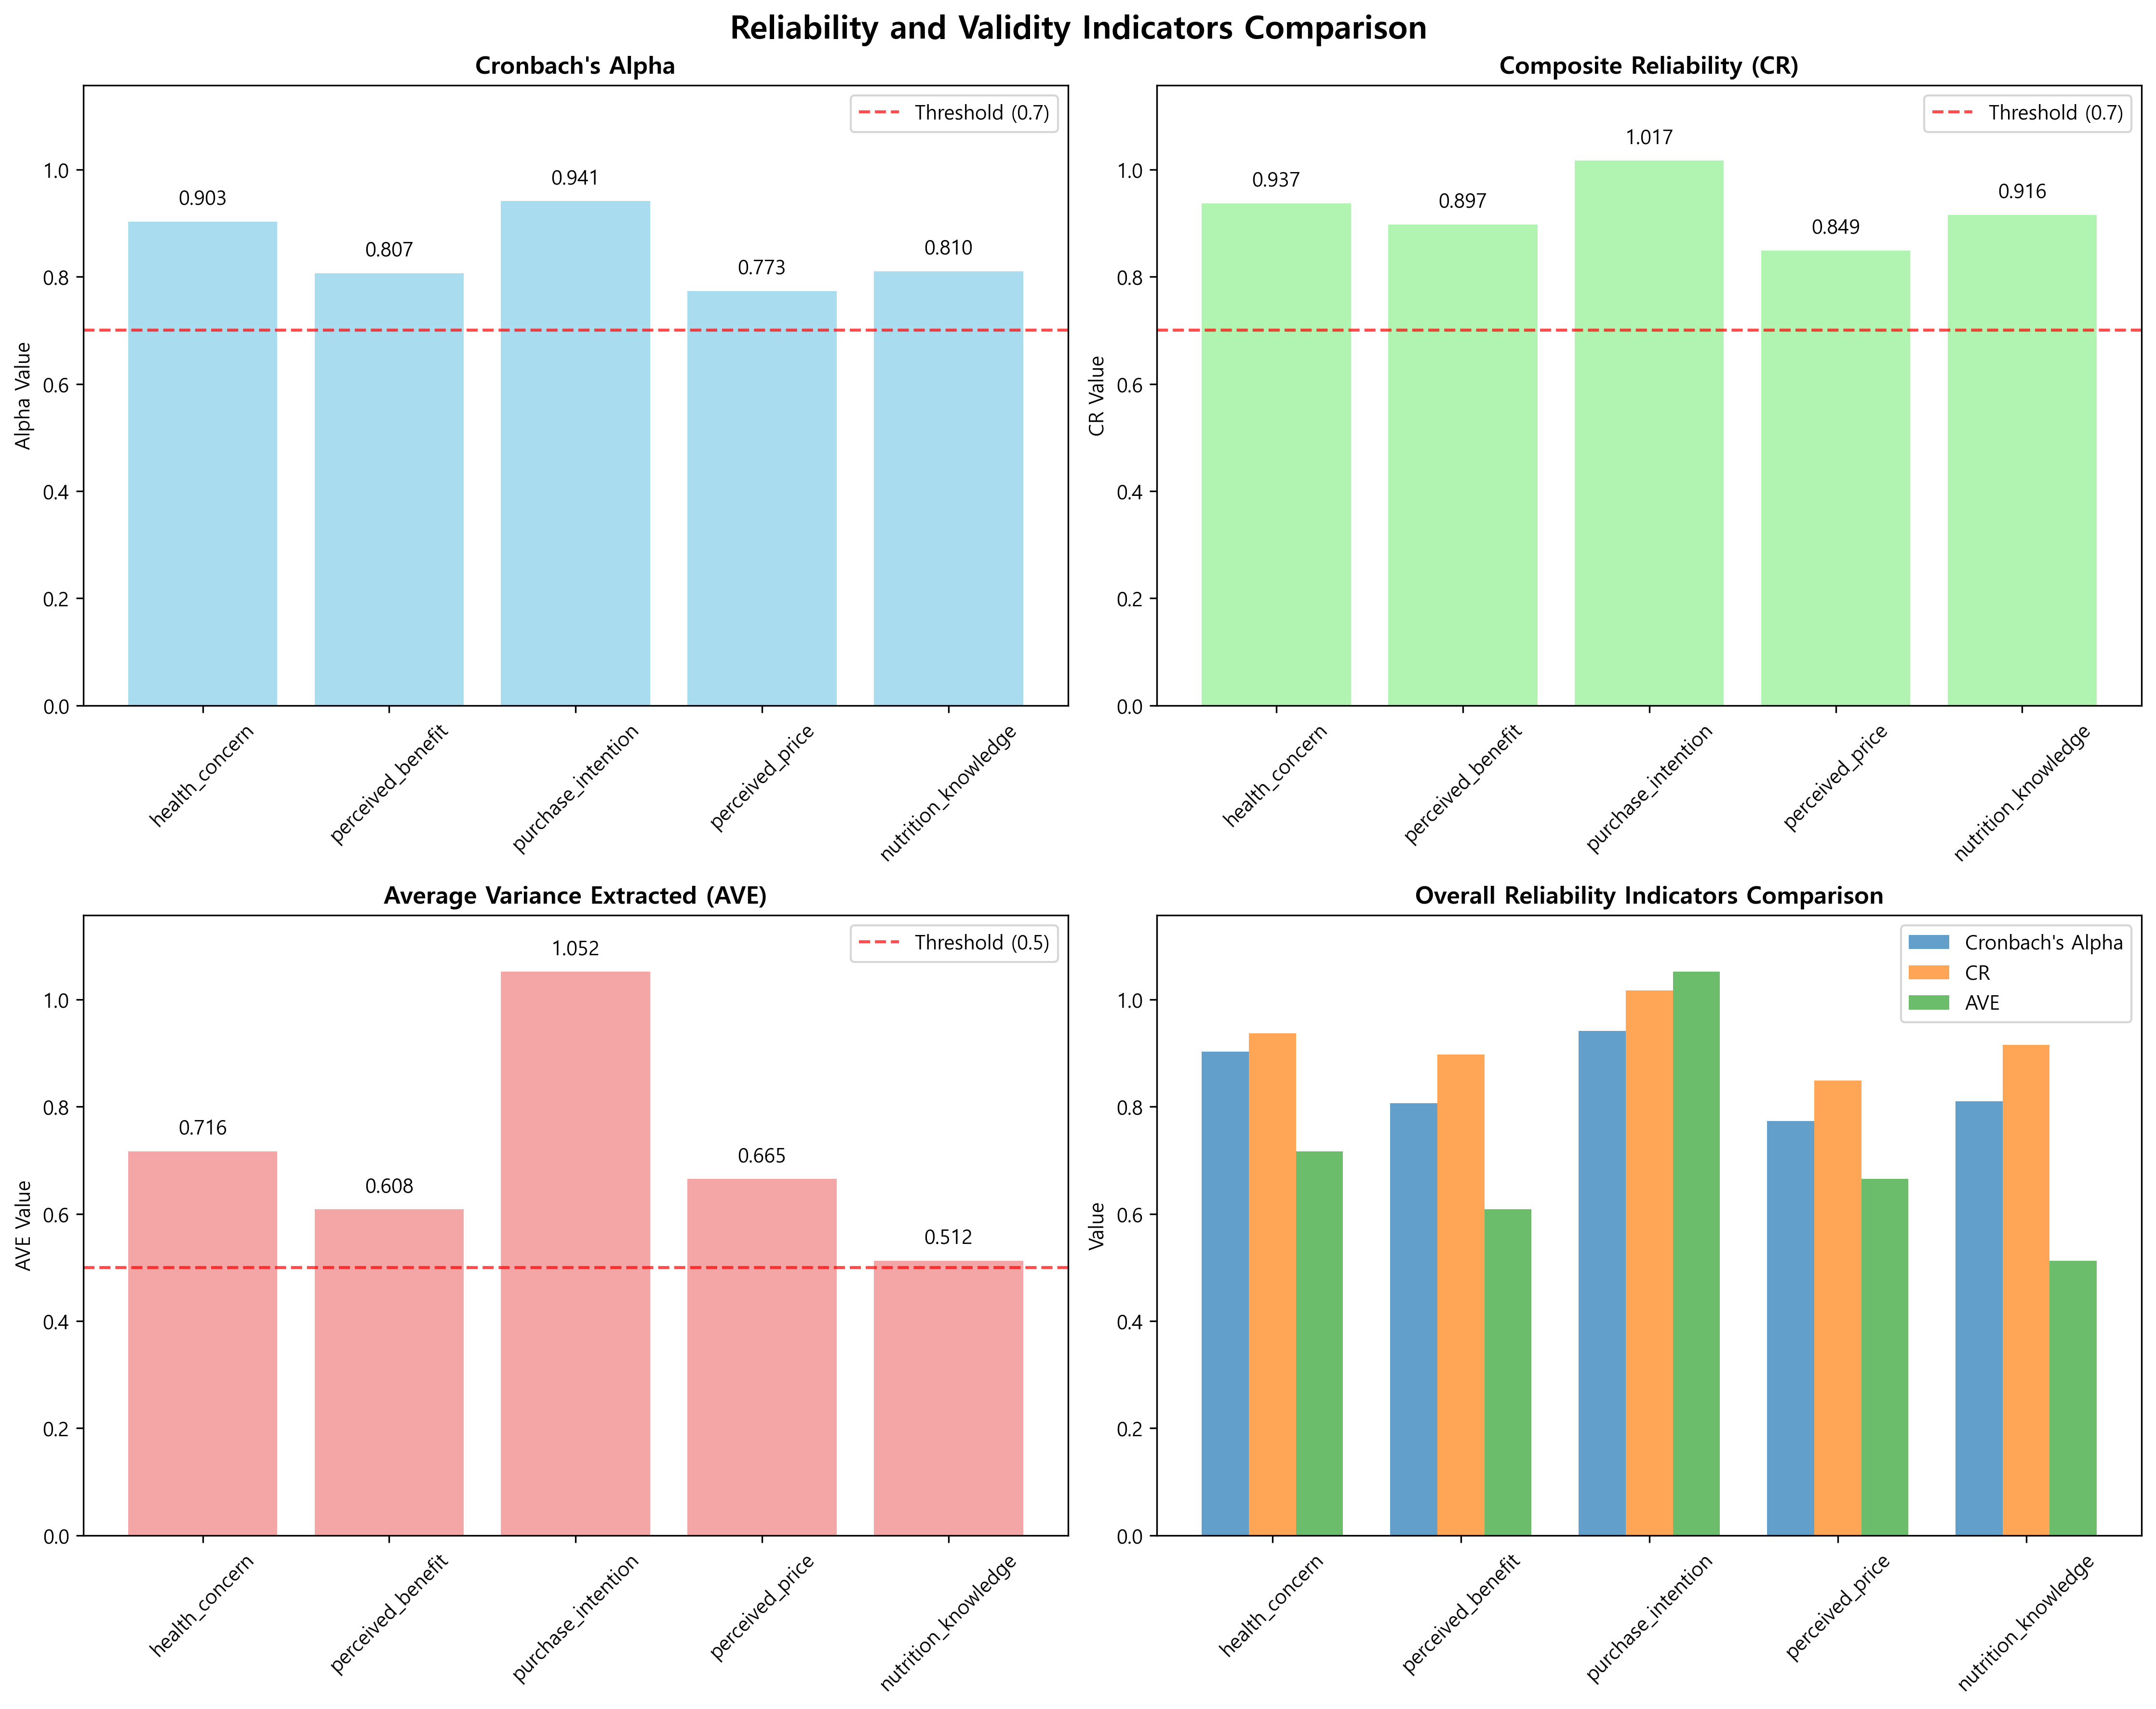 Reliability and Validity Indicators Comparison
Cronbach's Alpha
Threshold (0.7)
Alpha Value
1.0
0.8
0.6
0.4
0.2
0.0
0.903
0.807
0.941
0.773
0.810
health_concern
perceived_benefit
purchase_intention
perceived_price
nutrition_knowledge
Composite Reliability (CR)
Threshold (0.7)
CR Value
1.0
0.8
0.6
0.4
0.2
0.0
0.937
0.897
1.017
0.849
0.916
health_concern
perceived_benefit
purchase_intention
perceived_price
nutrition_knowledge
Average Variance Extracted (AVE)
Threshold (0.5)
AVE Value
1.0
0.8
0.6
0.4
0.2
0.0
0.716
0.608
1.052
0.665
0.512
health_concern
perceived_benefit
purchase_intention
perceived_price
nutrition_knowledge
Overall Reliability Indicators Comparison
Cronbach's Alpha
CR
AVE
Value
1.0
0.8
0.6
0.4
0.2
0.0
health_concern
perceived_benefit
purchase_intention
perceived_price
nutrition_knowledge